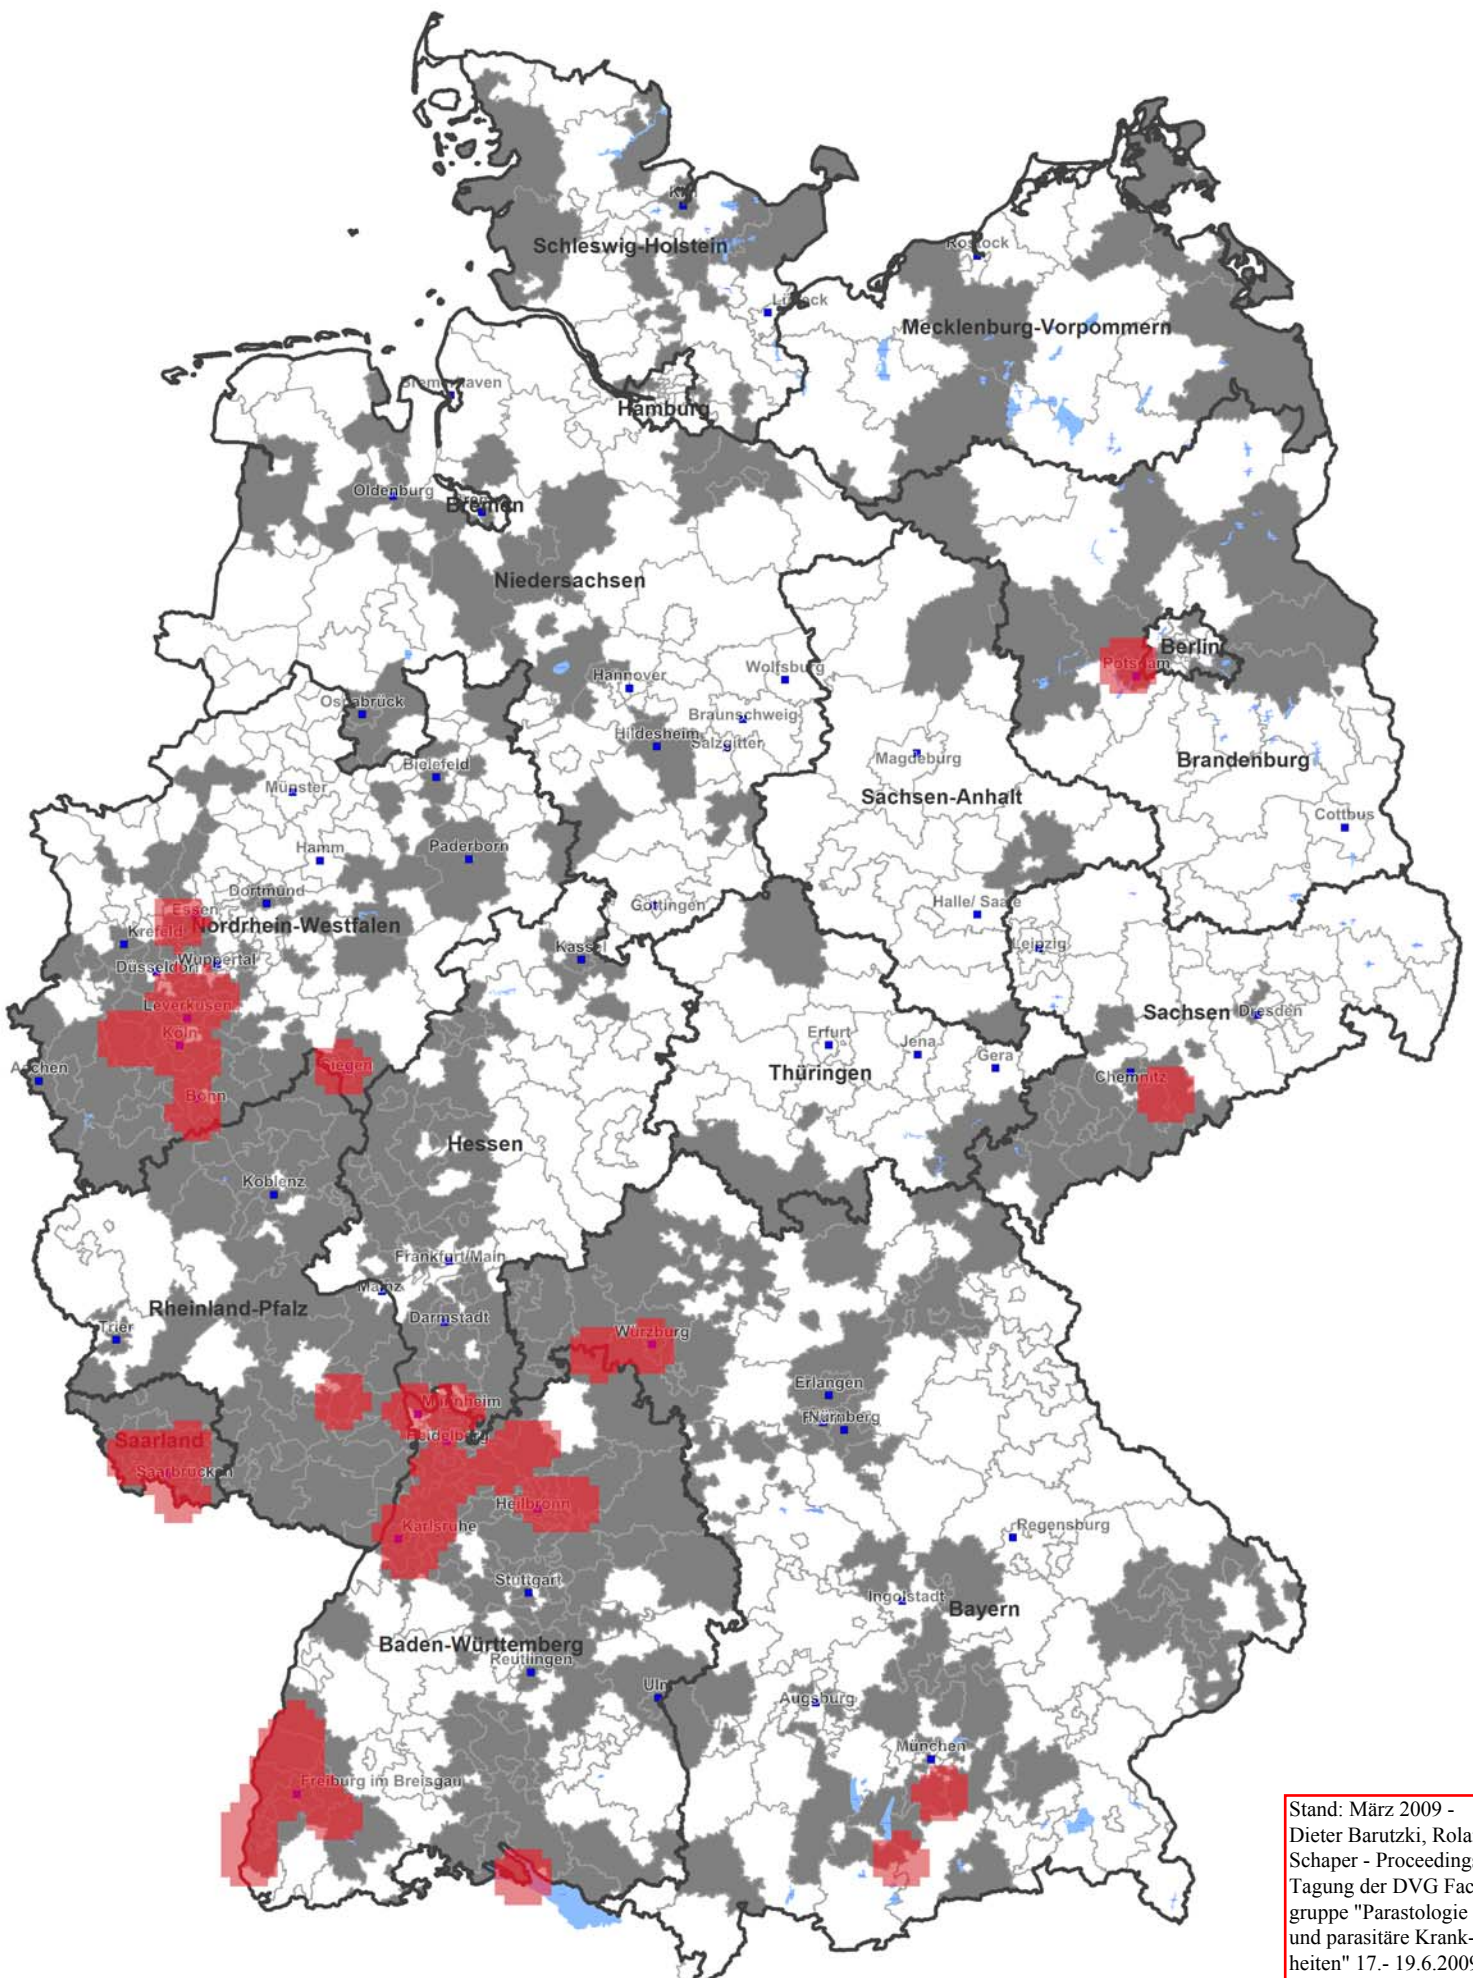 Kiel
Schleswig-Holstein
Rostock
Lübeck
Mecklenburg-Vorpommern
Bremerhaven
Hamburg
Oldenburg
Bremen
Niedersachsen
Berlin
Potsdam
Wolfsburg
Hannover
Osnabrück
Braunschweig
Hildesheim
Salzgitter
Magdeburg
Brandenburg
Bielefeld
Münster
Sachsen-Anhalt
Cottbus
Paderborn
Hamm
Dortmund
Göttingen
Halle/ Saale
Essen
Nordrhein-Westfalen
Krefeld
Kassel
Leipzig
Wuppertal
Düsseldorf
Leverkusen
Sachsen
Dresden
Köln
Erfurt
Jena
Gera
Siegen
Aachen
Thüringen
Chemnitz
Bonn
Hessen
Koblenz
Frankfurt/Main
Mainz
Rheinland-Pfalz
Darmstadt
Trier
Würzburg
Erlangen
Mannheim
Nürnberg
Heidelberg
Saarland
Saarbrücken
Heilbronn
Karlsruhe
Regensburg
Stuttgart
Ingolstadt
Bayern
Baden-Württemberg
Reutlingen
Ulm
Augsburg
München
Freiburg im Breisgau
Stand: März 2009 -
Dieter Barutzki, Rola
Schaper - Proceedings
Tagung der DVG Fac
gruppe "Parastologie
und parasitäre Krank-
heiten" 17.- 19.6.2009